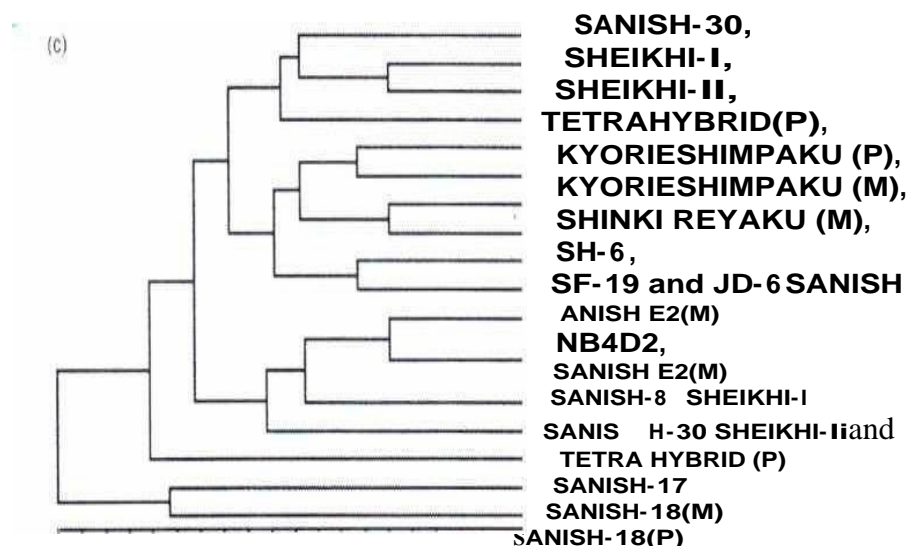 (c)
SANISH-30,
SHEIKHI-I,
SHEIKHI-II,
TETRAHYBRID(P),
KYORIESHIMPAKU (P),
KYORIESHIMPAKU (M),
SHINKI REYAKU (M),
SH-6,
SF-19 and JD-6 SANISH
ANISH E2(M)
NB4D2,
SANISH E2(M)
SANISH-8 SHEIKHI-I
SANIS H-30 SHEIKHI-Iiand
TETRA HYBRID (P)
SANISH-17
SANISH-18(M)
SANISH-18(P)